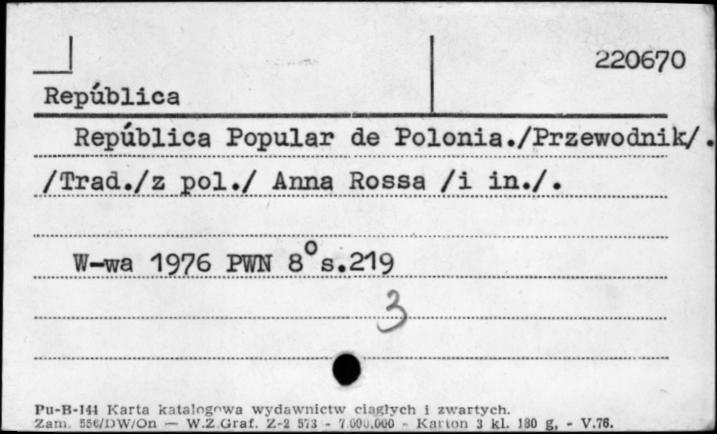 220670
República
República Popular de Polonia./Przewodnik/.
/Trad./z pol./ Anna Rossa /i in./.
W-wa 1976 PWN 8° s.219
3
Pu-B-144 Karta katalogowa wydawnictw ciągłych i zwartych.
Zam. 556/DW/On — W.Z.Graf. Z-2 573 - 7.000.000 - Karton 3 kl. 180 g, - V.76.